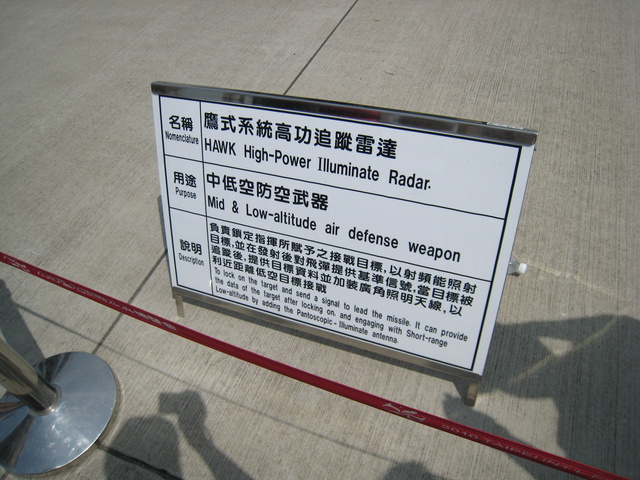 名稱
Nomenclature
鷹式系統高功追蹤雷達
HAWK High-Power Illuminate Radar.
用途
Purpose
中低空防空武器
Mid & Low-altitude air defense weapon
說明
Description
負責鎖定指揮所賦予之接戰目標,以射頻能照射
目標,並在發射後對飛彈提供基準信號,當目標被
追蹤後,提供目標資料並加裝廣角照明天線,以
利近距離低空目標接戰
To lock on the target and send a signal to lead the missile. It can provide
the data of the target after locking on, and engaging with Short-range
Low-altitude by adding the Pantoscopic-Illuminate antenna.
2010 TAIPEI INT'L